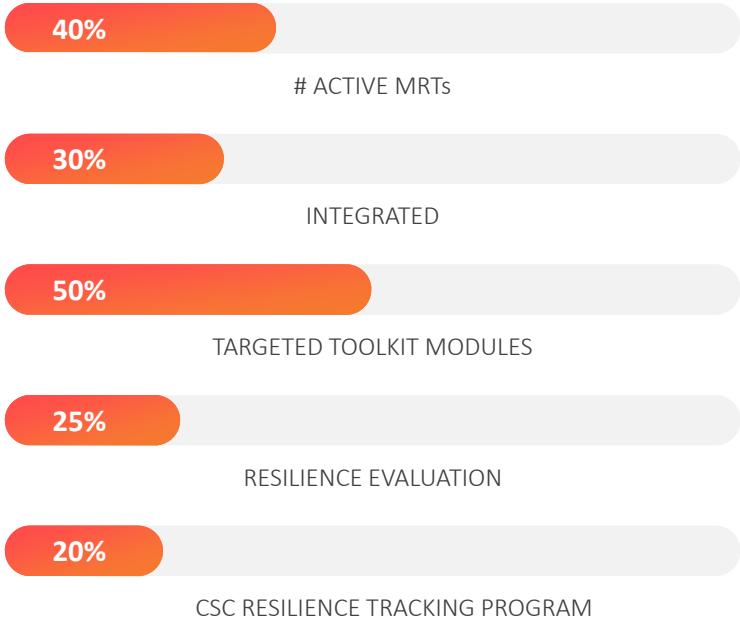 40%
# ACTIVE MRTs
30%
INTEGRATED
50%
TARGETED TOOLKIT MODULES
25%
RESILIENCE EVALUATION
20%
CSC RESILIENCE TRACKING PROGRAM